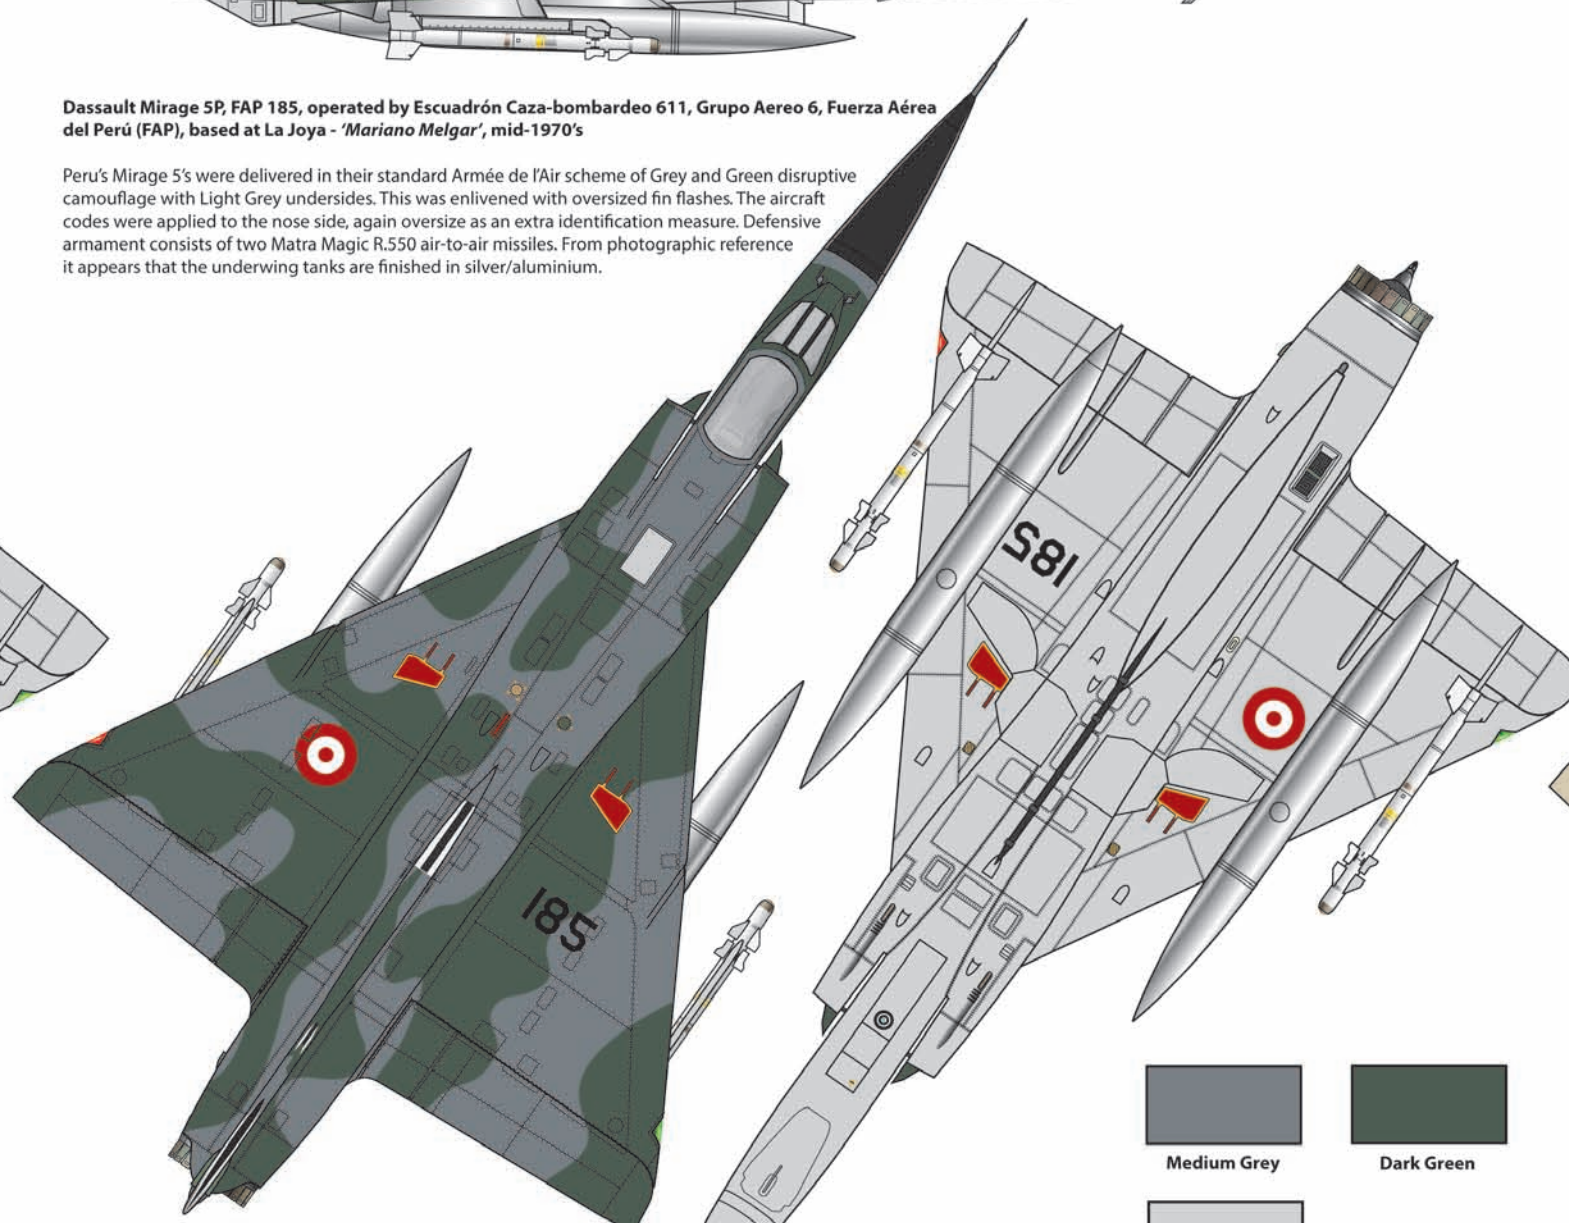 Dassault Mirage 5P, FAP 185, operated by Escuadrón Caza-bombardeo 611, Grupo Aereo 6, Fuerza Aérea
del Perú (FAP), based at La Joya - ‘Mariano Melgar’, mid-1970’s
Peru’s Mirage 5’s were delivered in their standard Armée de l’Air scheme of Grey and Green disruptive
camouflage with Light Grey undersides. This was enlivened with oversized fin flashes. The aircraft
codes were applied to the nose side, again oversize as an extra identification measure. Defensive
armament consists of two Matra Magic R.550 air-to-air missiles. From photographic reference
it appears that the underwing tanks are finished in silver/aluminium.
185
185
Medium Grey
Dark Green